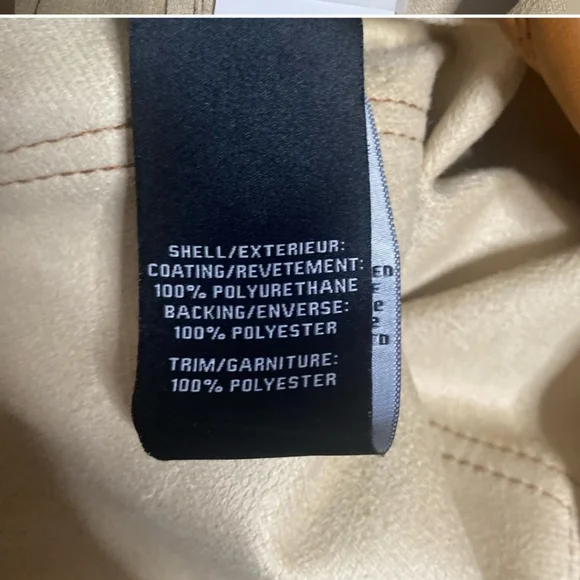 SHELL/EXTERIEUR:
COATING/REVETEMENT:
100% POLYURETHANE
BACKING/ENVERSE:
100% POLYESTER
TRIM/GARNITURE:
100% POLYESTER